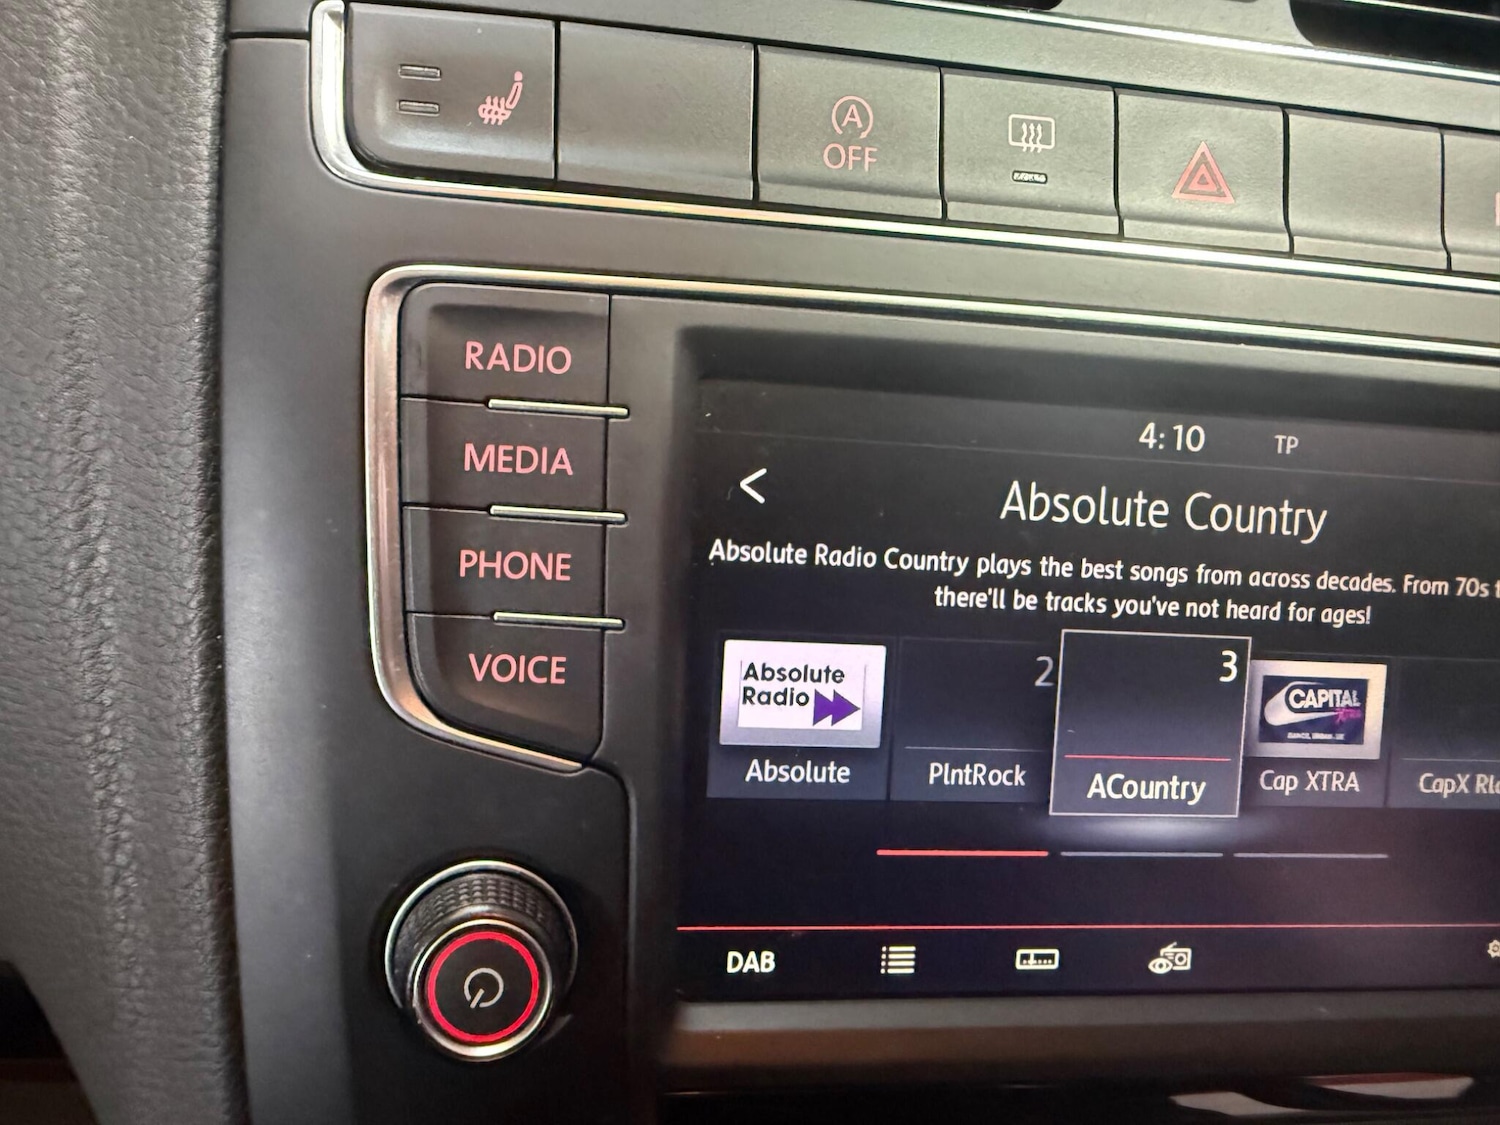 A
OFF
RADIO
MEDIA
PHONE
VOICE
4:10 TP
<
Absolute Country
Absolute Radio Country plays the best songs from across decades. From 70s
there'll be tracks you've not heard for ages!
Absolute
Radio
Absolute
2
PlntRock
3
ACountry
CAPITAL
XTRA
Cap XTRA
CapX
DAB